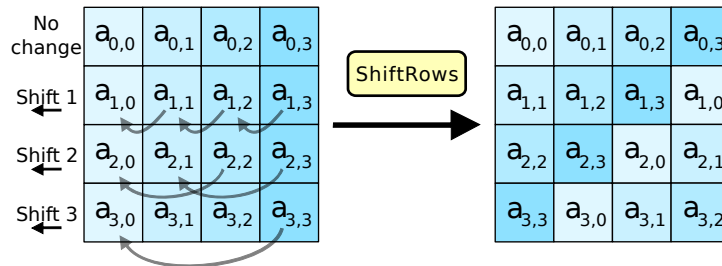 No change
a0,0 a0,1 a0,2 a0,3
Shift 1
a1,0 a1,1 a1,2 a1,3
Shift 2
a2,0 a2,1 a2,2 a2,3
Shift 3
a3,0 a3,1 a3,2 a3,3
ShiftRows
a0,0 a0,1 a0,2 a0,3
a1,1 a1,2 a1,3 a1,0
a2,2 a2,3 a2,0 a2,1
a3,3 a3,0 a3,1 a3,2